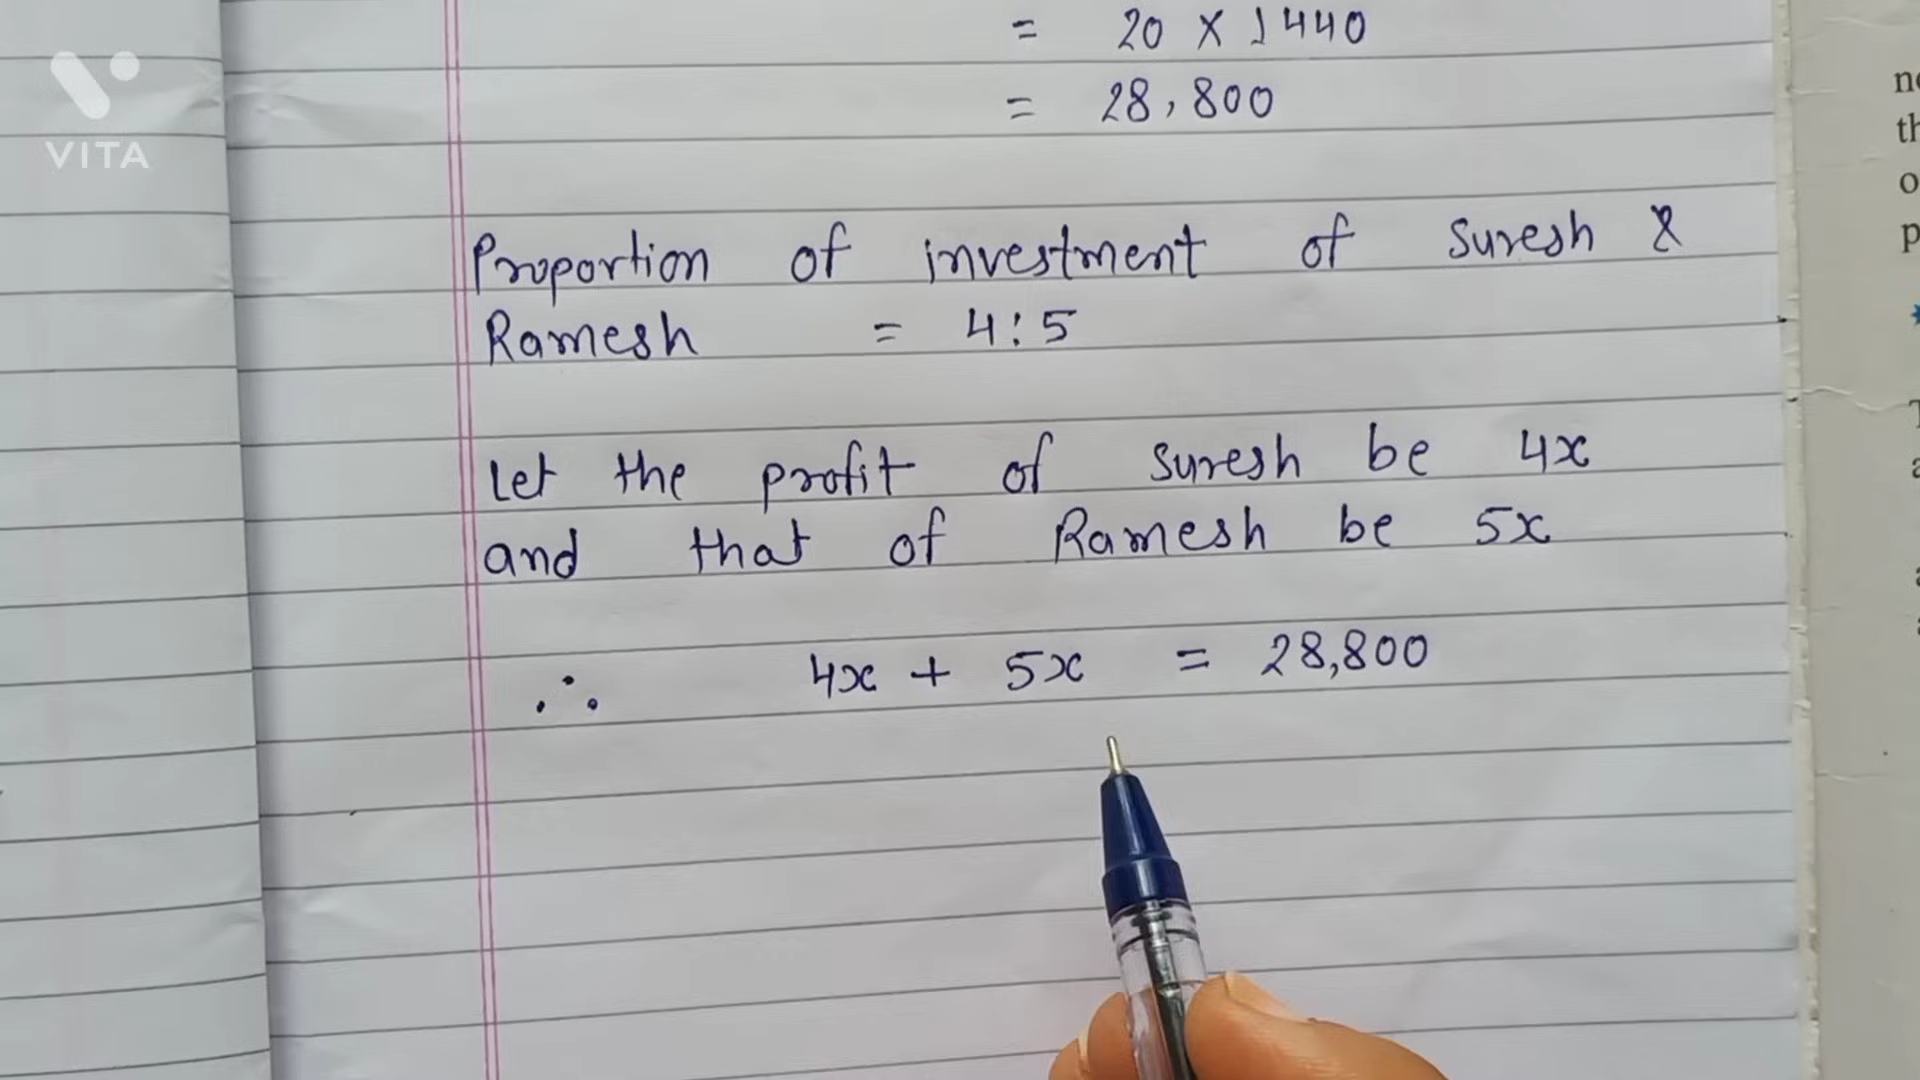 = 20 × 1440
= 28,800
VITA
Proportion of investment of Suresh &
Ramesh = 4:5
Let the profit of Suresh be 4x
and that of Ramesh be 5x
∴ 4x + 5x = 28,800